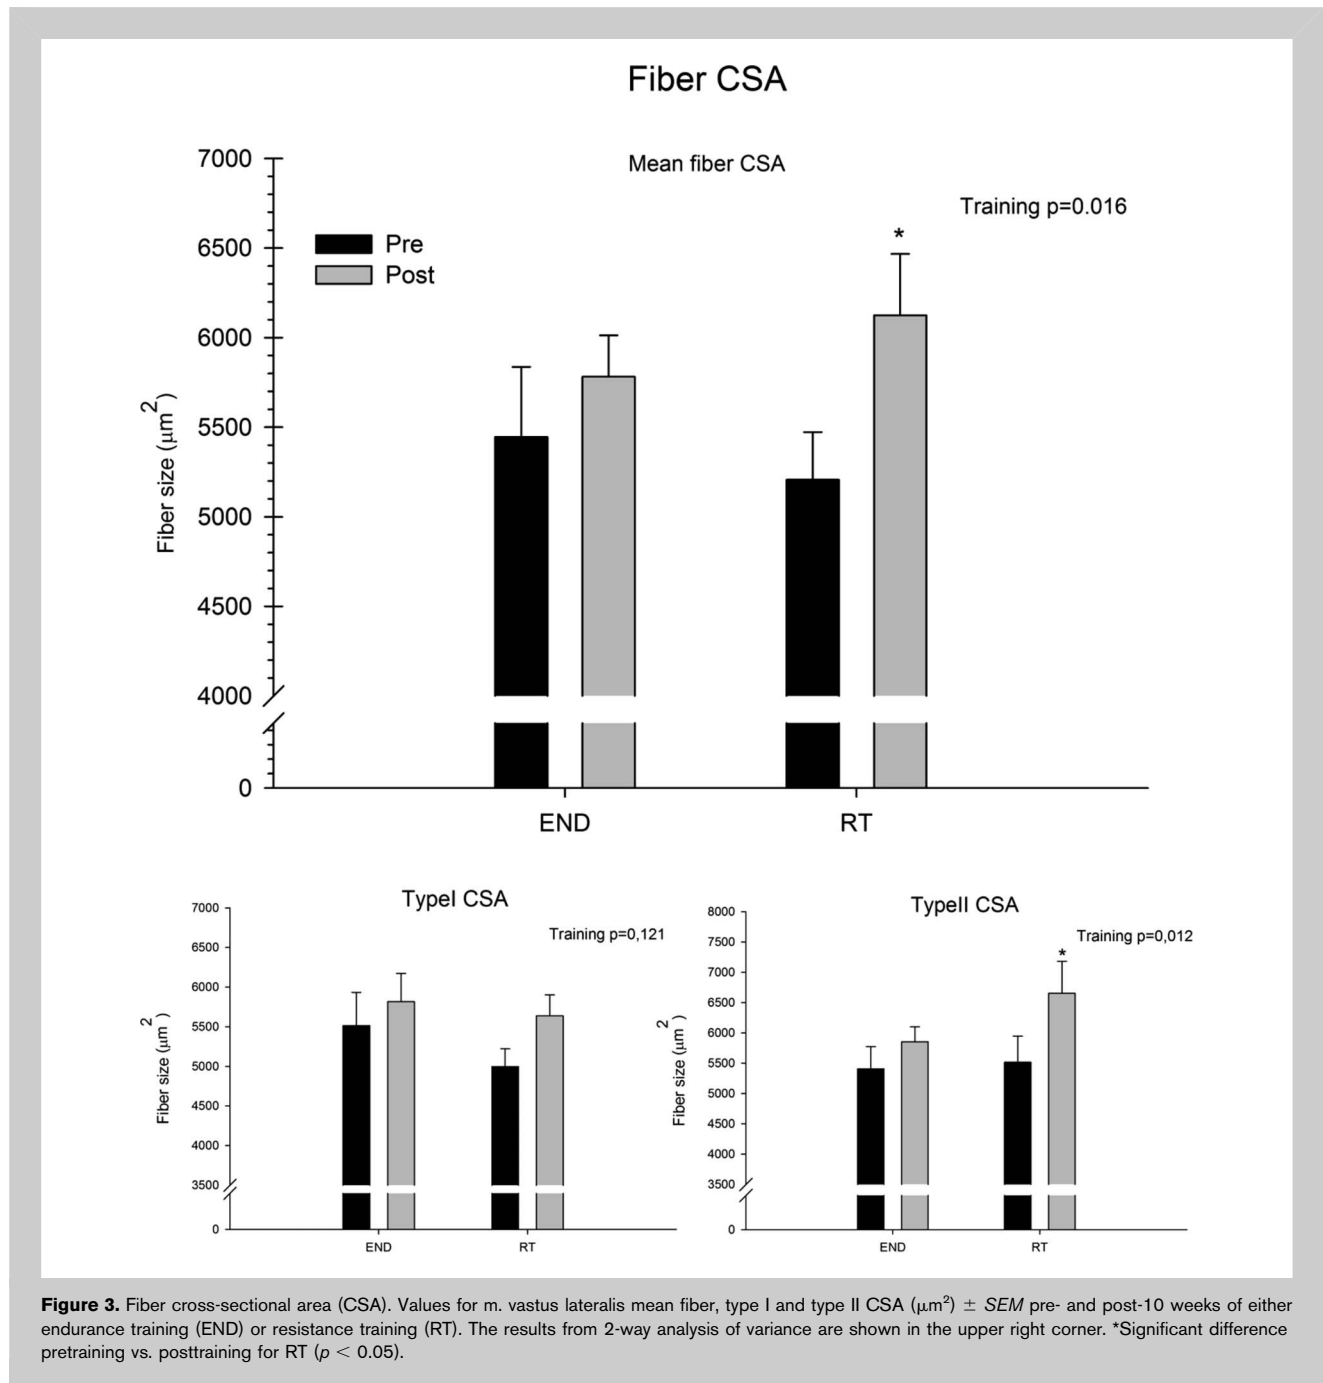 Fiber CSA
Mean fiber CSA
Training p=0.016
*
Pre
Post
7000
6500
6000
5500
5000
4500
4000
0
Fiber size (μm²)
END
RT
TypeI CSA
Training p=0,121
7000
6500
6000
5500
5000
4500
4000
3500
0
Fiber size (μm²)
END
RT
TypeII CSA
Training p=0,012
*
8000
7500
7000
6500
6000
5500
5000
4500
4000
3500
0
Fiber size (μm²)
END
RT
Figure 3. Fiber cross-sectional area (CSA). Values for m. vastus lateralis mean fiber, type I and type II CSA (μm²) ± SEM pre- and post-10 weeks of either
endurance training (END) or resistance training (RT). The results from 2-way analysis of variance are shown in the upper right corner. *Significant difference
pretraining vs. posttraining for RT (p < 0.05).